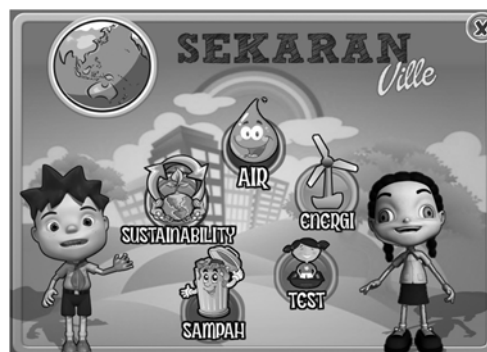 SEKARAN
Ville
AIR
ENERGI
SUSTAINABILITY
TEST
SAMPAH
X